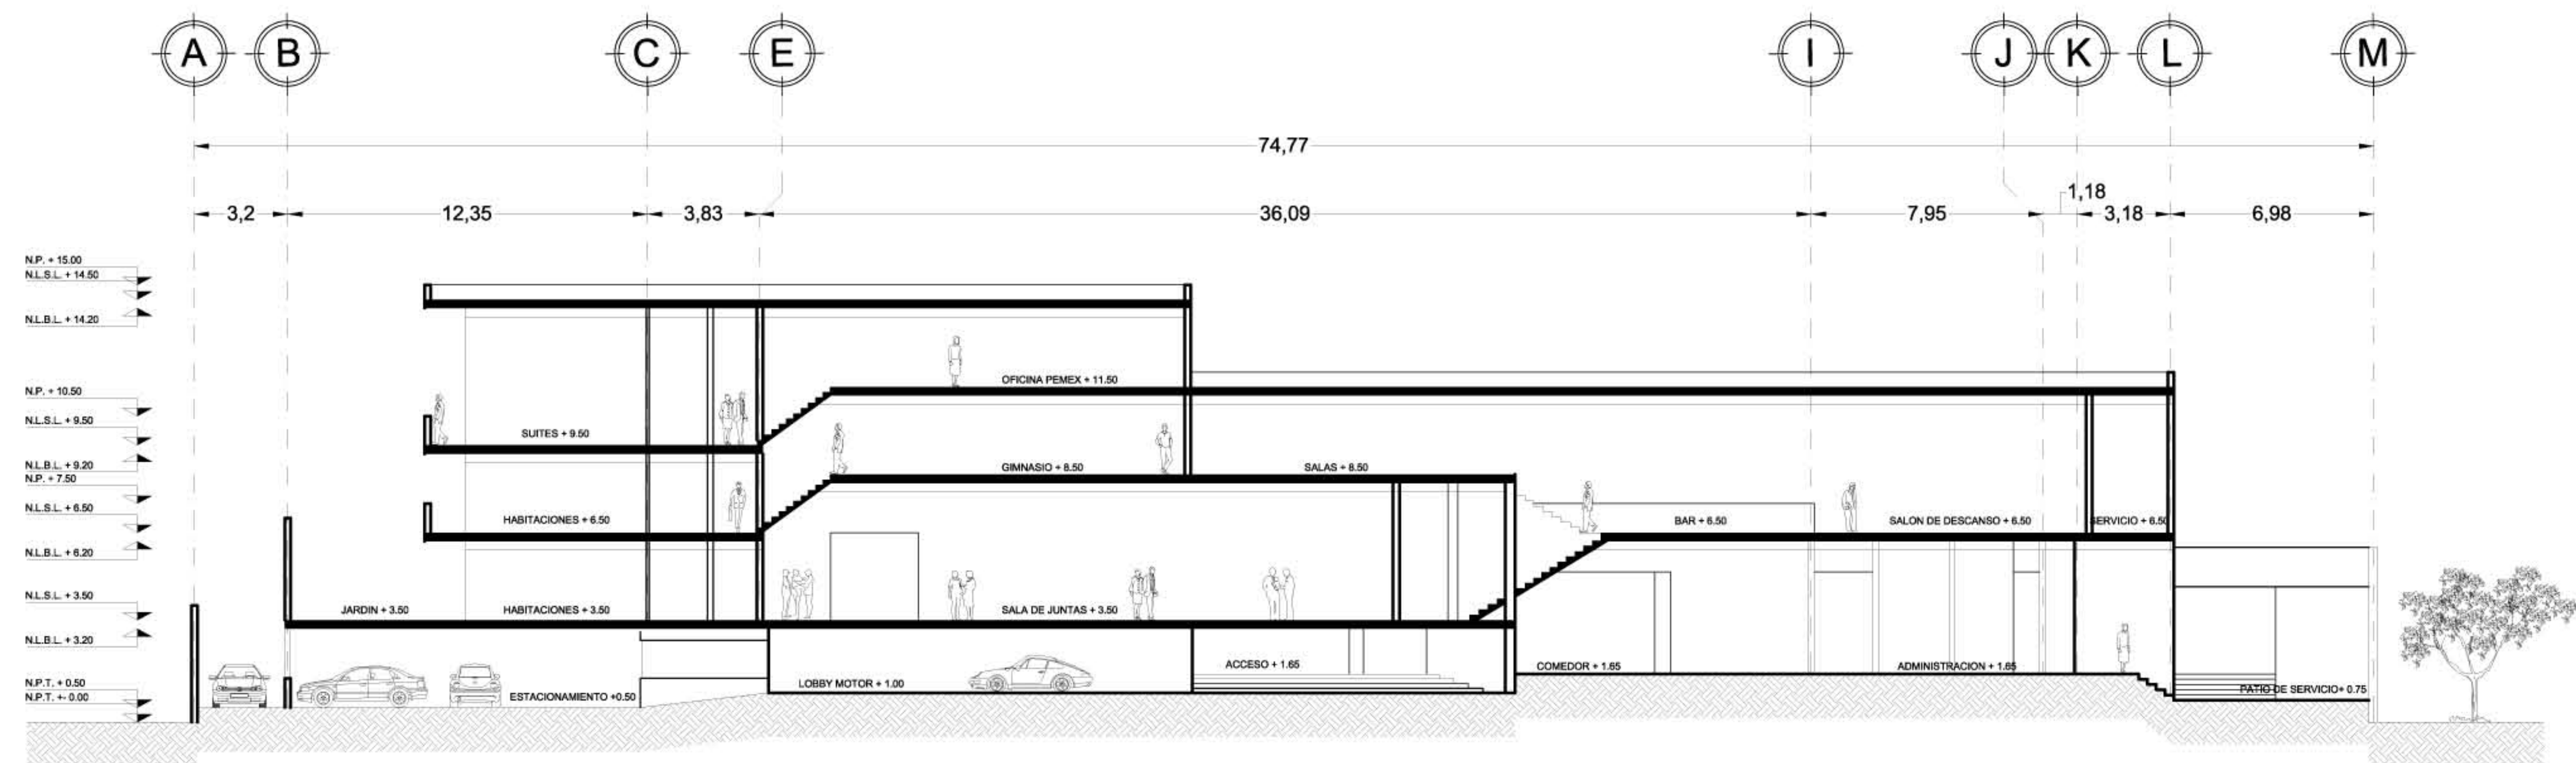 A B C E I J K L M
74,77
1,18
3,2 12,35 3,83 36,09 7,95 3,18 6,98
N.P. + 15.00
N.L.S.L. + 14.50
N.L.B.L. + 14.20
N.P. + 10.50
OFICINA PEMEX + 11.50
N.L.S.L. + 9.50
SUITES + 9.50
N.L.B.L. + 9.20
GIMNASIO + 8.50
SALAS + 8.50
N.P. + 7.50
N.L.S.L. + 6.50
HABITACIONES + 6.50
BAR + 6.50
SALON DE DESCANSO + 6.50
SERVICIO + 6.50
N.L.B.L. + 6.20
N.L.S.L. + 3.50
JARDIN + 3.50
HABITACIONES + 3.50
SALA DE JUNTAS + 3.50
N.L.B.L. + 3.20
ACCESO + 1.65
COMEDOR + 1.65
ADMINISTRACION + 1.65
N.P.T. + 0.50
LOBBY MOTOR + 1.00
PATIO DE SERVICIO+ 0.75
N.P.T. +- 0.00
ESTACIONAMIENTO +0.50